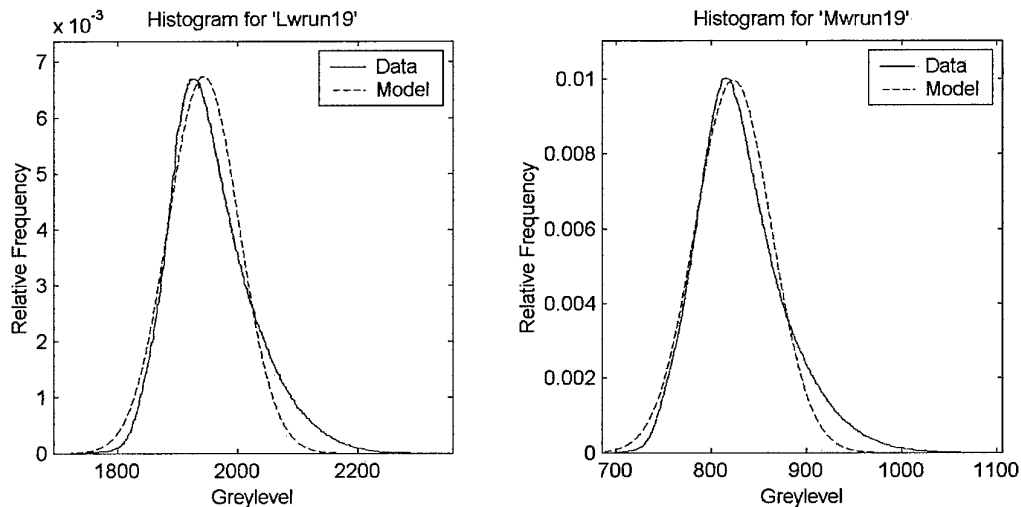 Histogram for 'Lwrun19'
x 10⁻³
7
6
5
4
3
2
1
0
1800 2000 2200
Relative Frequency
Greylevel
Data
Model
Histogram for 'Mwrun19'
0.01
0.008
0.006
0.004
0.002
0
700 800 900 1000 1100
Relative Frequency
Greylevel
Data
Model